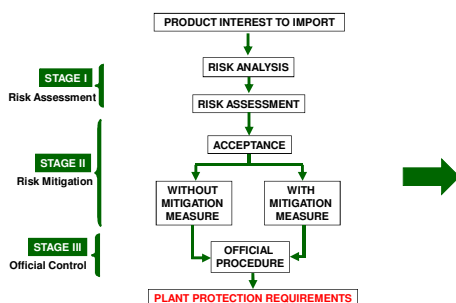 PRODUCT INTEREST TO IMPORT
STAGE I
Risk Assessment
RISK ANALYSIS
RISK ASSESSMENT
STAGE II
Risk Mitigation
ACCEPTANCE
WITHOUT
MITIGATION
MEASURE
WITH
MITIGATION
MEASURE
STAGE III
Official Control
OFFICIAL
PROCEDURE
PLANT PROTECTION REQUIREMENTS